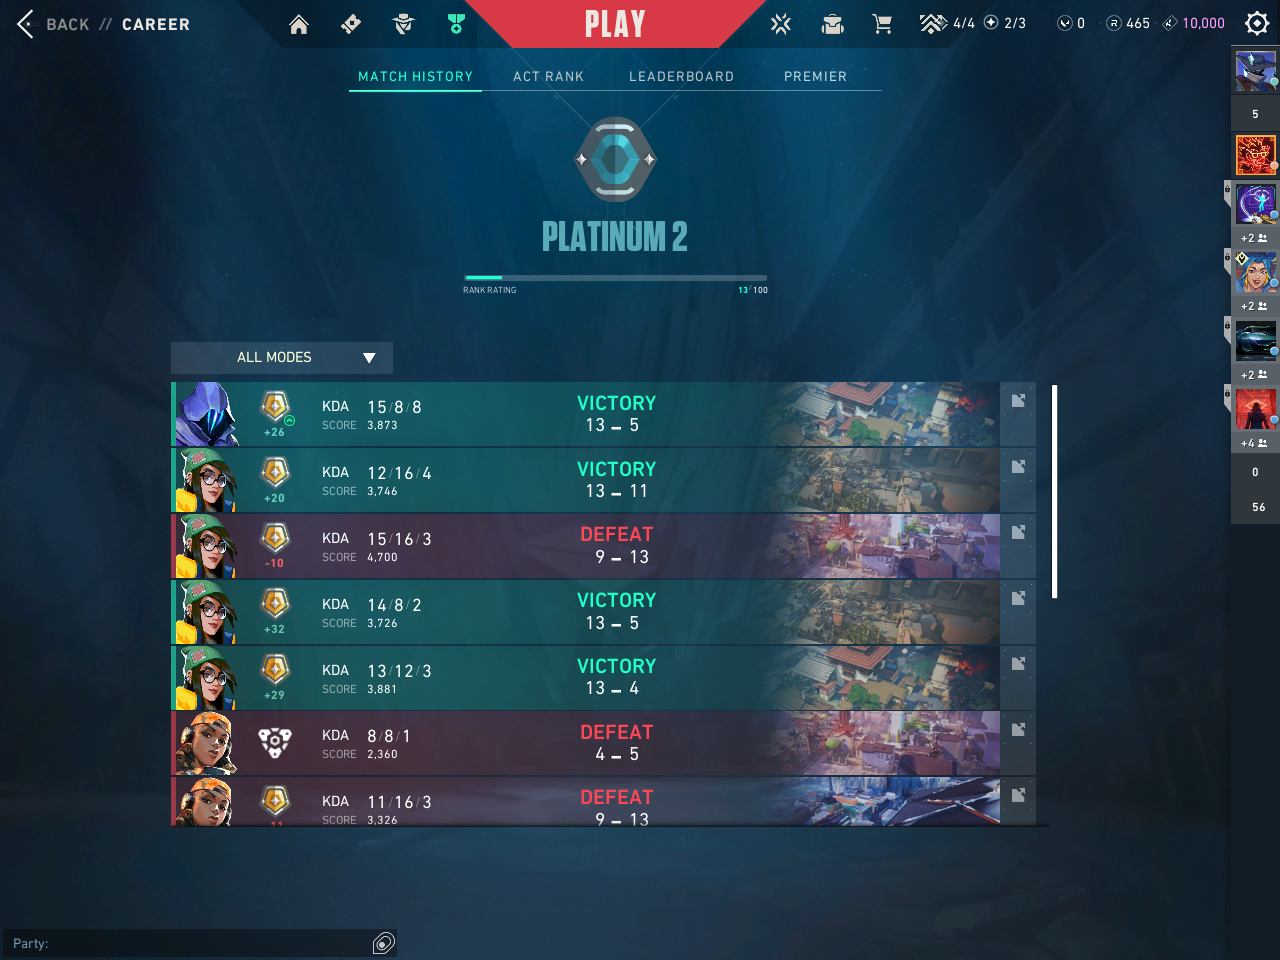 BACK // CAREER
PLAY
4/4 2/3 0 465 10,000
MATCH HISTORY ACT RANK LEADERBOARD PREMIER
5
PLATINUM 2
+2
RANK RATING 13/100
+2
ALL MODES
+2
KDA 15/8/8 VICTORY
+26 SCORE 3,873 13 – 5
+4
KDA 12/16/4 VICTORY
+20 SCORE 3,746 13 – 11
0
56
KDA 15/16/3 DEFEAT
-10 SCORE 4,700 9 – 13
KDA 14/8/2 VICTORY
+32 SCORE 3,726 13 – 5
KDA 13/12/3 VICTORY
+29 SCORE 3,881 13 – 4
KDA 8/8/1 DEFEAT
SCORE 2,360 4 – 5
KDA 11/16/3 DEFEAT
SCORE 3,326 9 – 13
Party: